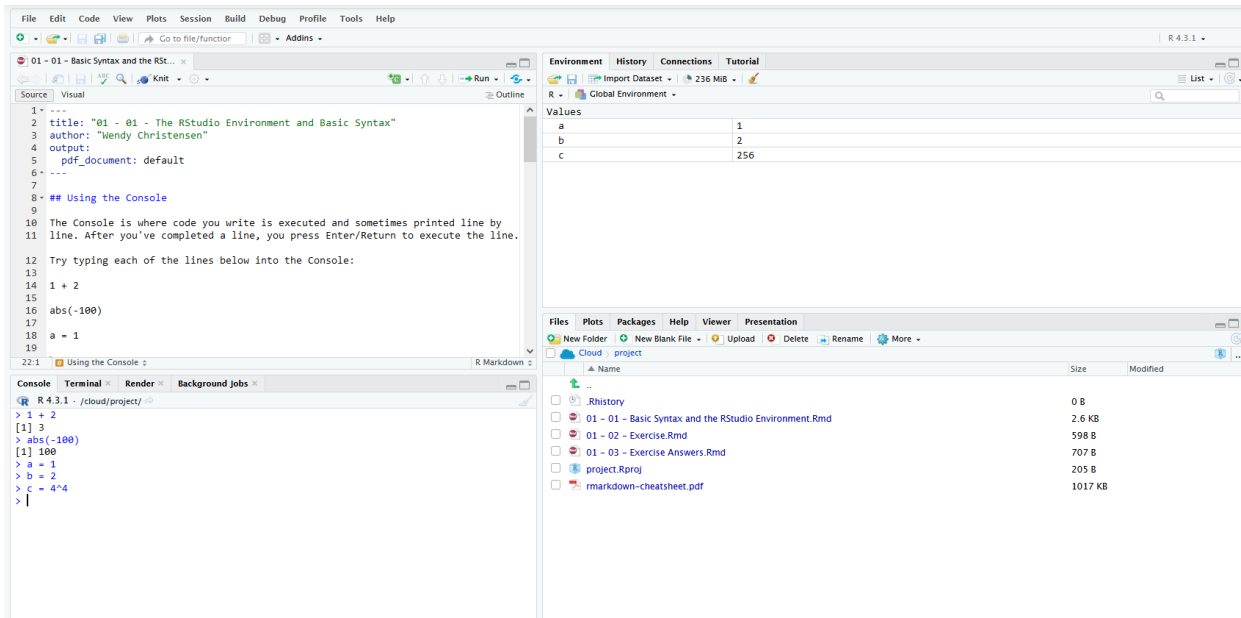 File Edit Code View Plots Session Build Debug Profile Tools Help
Go to file/function Addins R 4.3.1
01 - 01 - Basic Syntax and the RSt...
ABC Knit Run
Source Visual Outline
1 ---
2 title: "01 - 01 - The RStudio Environment and Basic Syntax"
3 author: "Wendy Christensen"
4 output:
5 pdf_document: default
6 ---
7
8 ## Using the Console
9
10 The Console is where code you write is executed and sometimes printed line by
11 line. After you've completed a line, you press Enter/Return to execute the line.
12 Try typing each of the lines below into the Console:
13
14 1 + 2
15
16 abs(-100)
17
18 a = 1
19
22:1 Using the Console R Markdown
Console Terminal Render Background Jobs
R 4.3.1 · /cloud/project/
> 1 + 2
[1] 3
> abs(-100)
[1] 100
> a = 1
> b = 2
> c = 4^4
>
Environment History Connections Tutorial
Import Dataset 236 MiB List
R Global Environment
Values
a 1
b 2
c 256
Files Plots Packages Help Viewer Presentation
New Folder New Blank File Upload Delete Rename More
Cloud project ...
Name Size Modified
..
.Rhistory 0 B
01 - 01 - Basic Syntax and the RStudio Environment.Rmd 2.6 KB
01 - 02 - Exercise.Rmd 598 B
01 - 03 - Exercise Answers.Rmd 707 B
project.Rproj 205 B
rmarkdown-cheatsheet.pdf 1017 KB